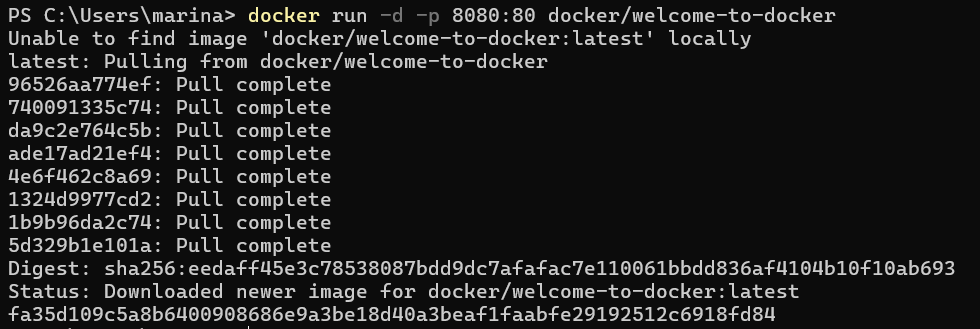 PS C:\Users\marina> docker run -d -p 8080:80 docker/welcome-to-docker
Unable to find image 'docker/welcome-to-docker:latest' locally
latest: Pulling from docker/welcome-to-docker
96526aa774ef: Pull complete
740091335c74: Pull complete
da9c2e764c5b: Pull complete
ade17ad21ef4: Pull complete
4e6f462c8a69: Pull complete
1324d9977cd2: Pull complete
1b9b96da2c74: Pull complete
5d329b1e101a: Pull complete
Digest: sha256:eedaff45e3c78538087bdd9dc7afafac7e110061bbdd836af4104b10f10ab693
Status: Downloaded newer image for docker/welcome-to-docker:latest
fa35d109c5a8b6400908686e9a3be18d40a3beaf1faabfe29192512c6918fd84